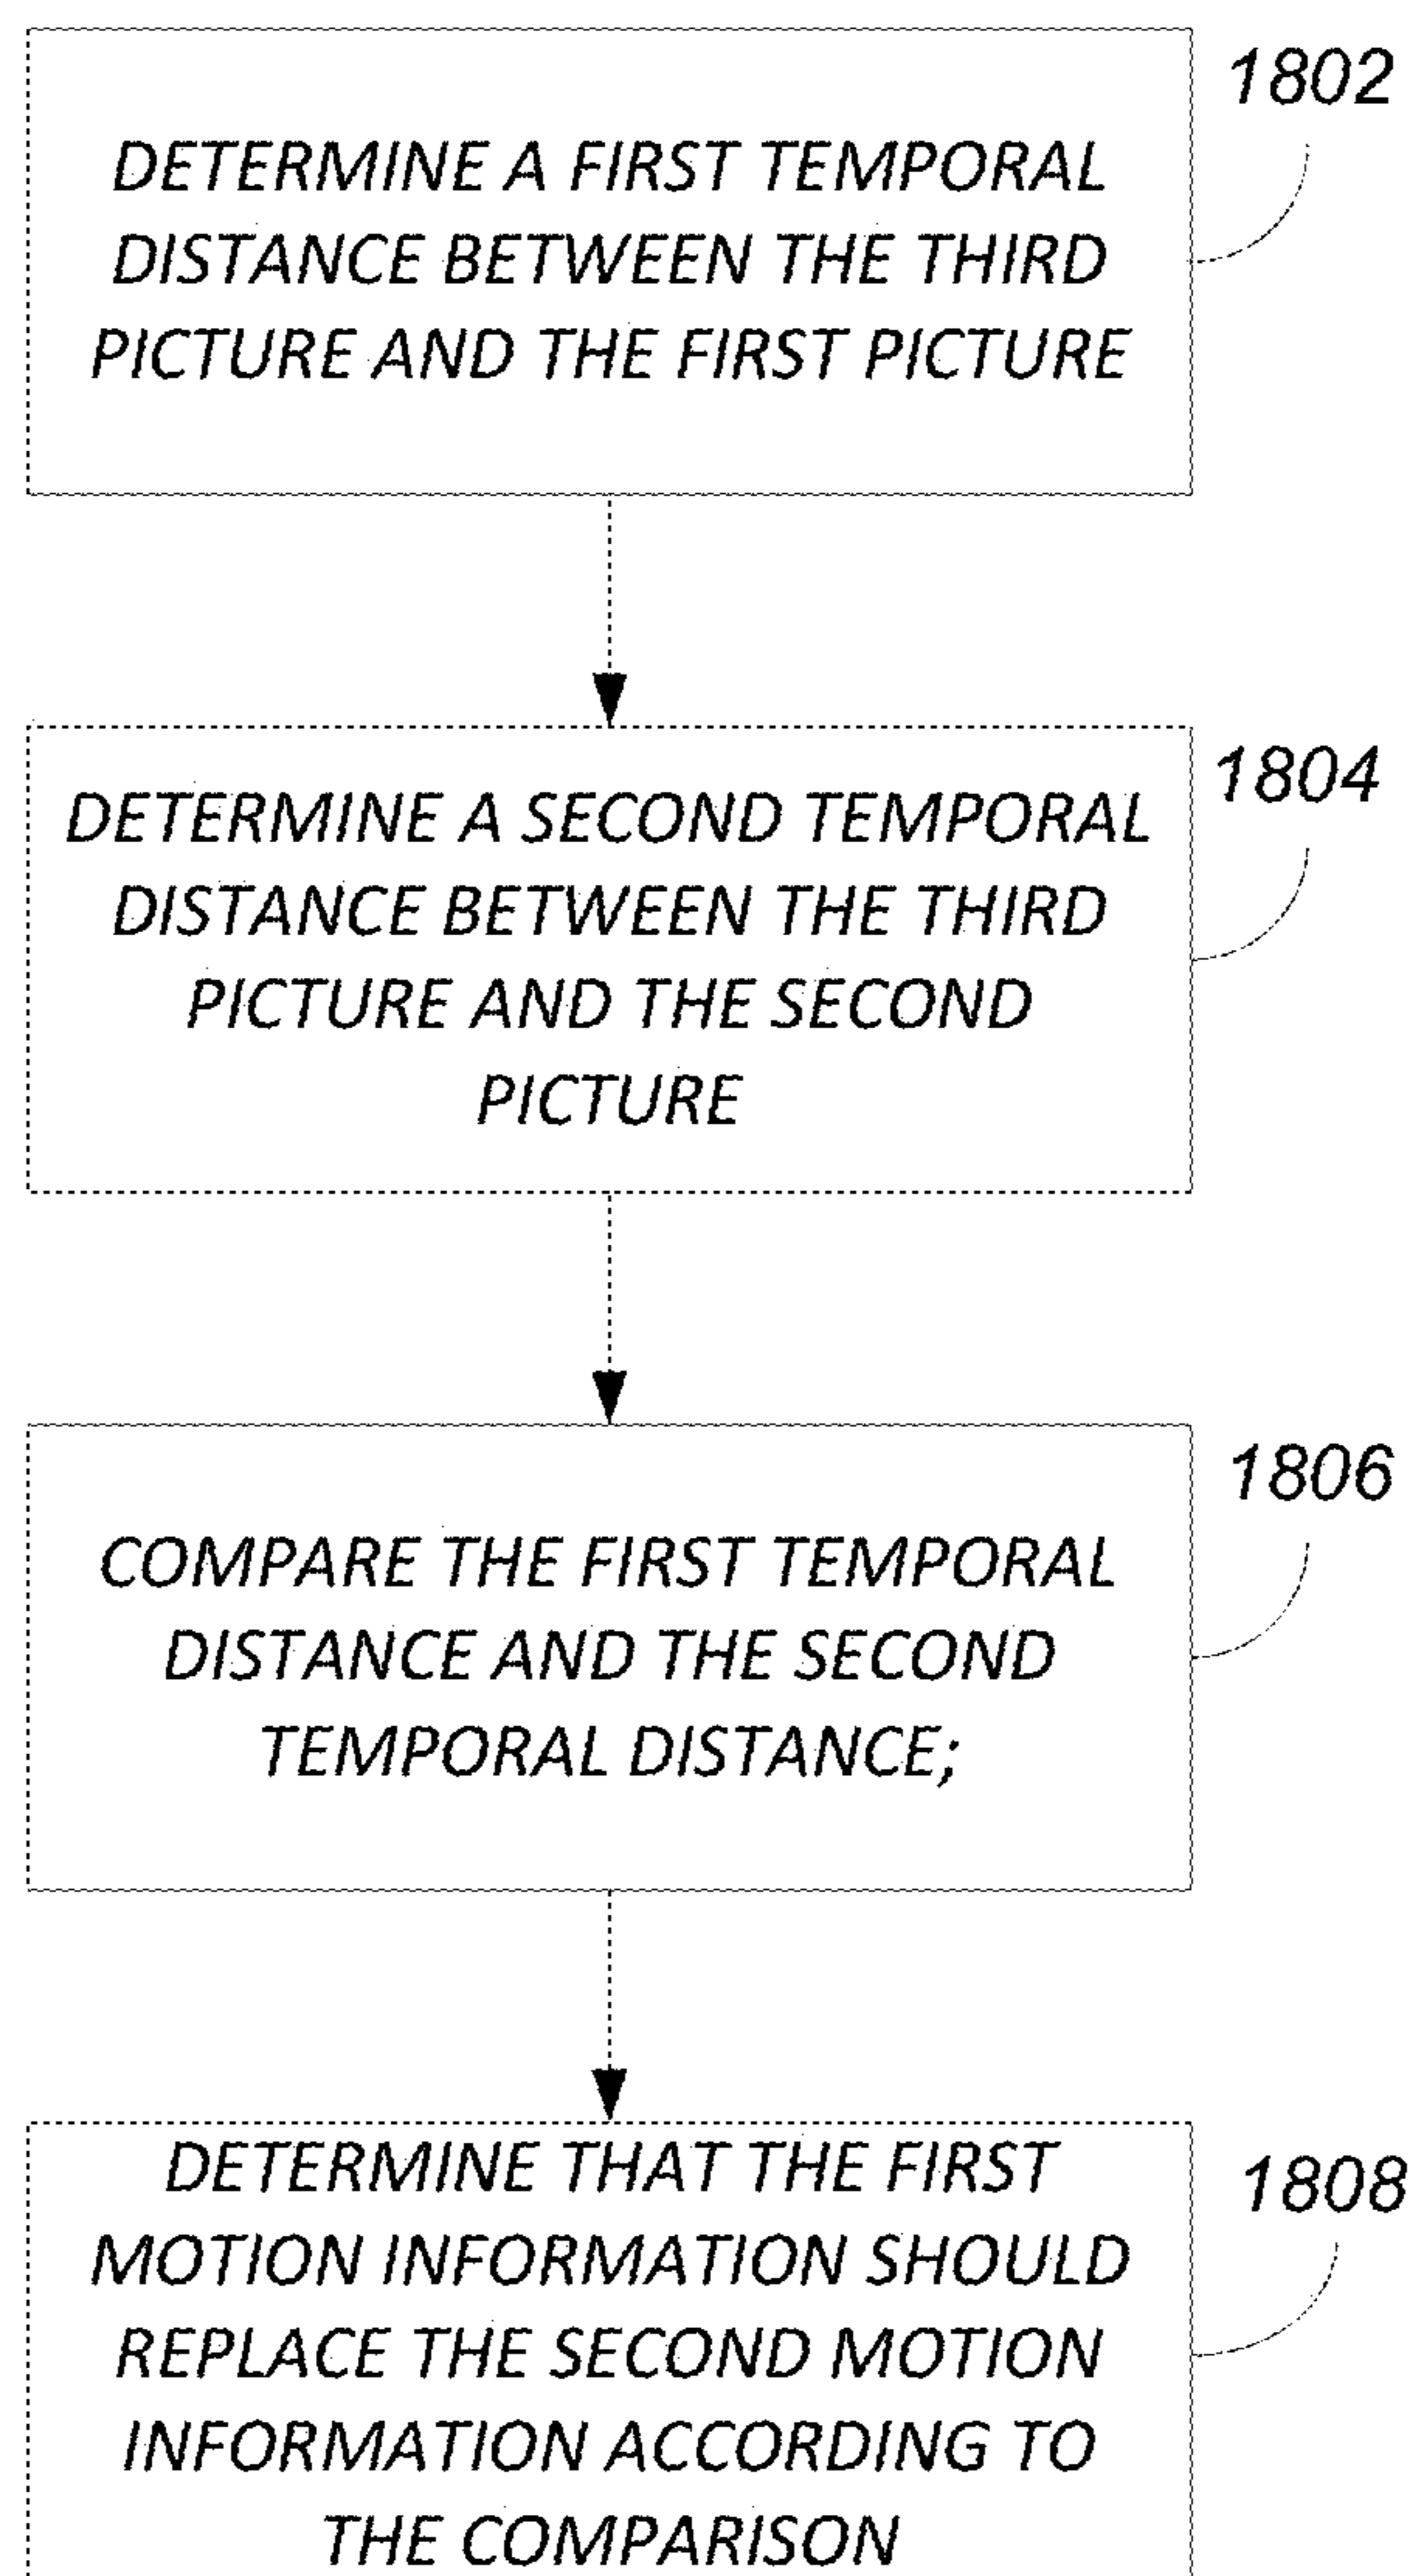 1802
DETERMINE A FIRST TEMPORAL
DISTANCE BETWEEN THE THIRD
PICTURE AND THE FIRST PICTURE
1804
DETERMINE A SECOND TEMPORAL
DISTANCE BETWEEN THE THIRD
PICTURE AND THE SECOND
PICTURE
1806
COMPARE THE FIRST TEMPORAL
DISTANCE AND THE SECOND
TEMPORAL DISTANCE;
1808
DETERMINE THAT THE FIRST
MOTION INFORMATION SHOULD
REPLACE THE SECOND MOTION
INFORMATION ACCORDING TO
THE COMPARISON